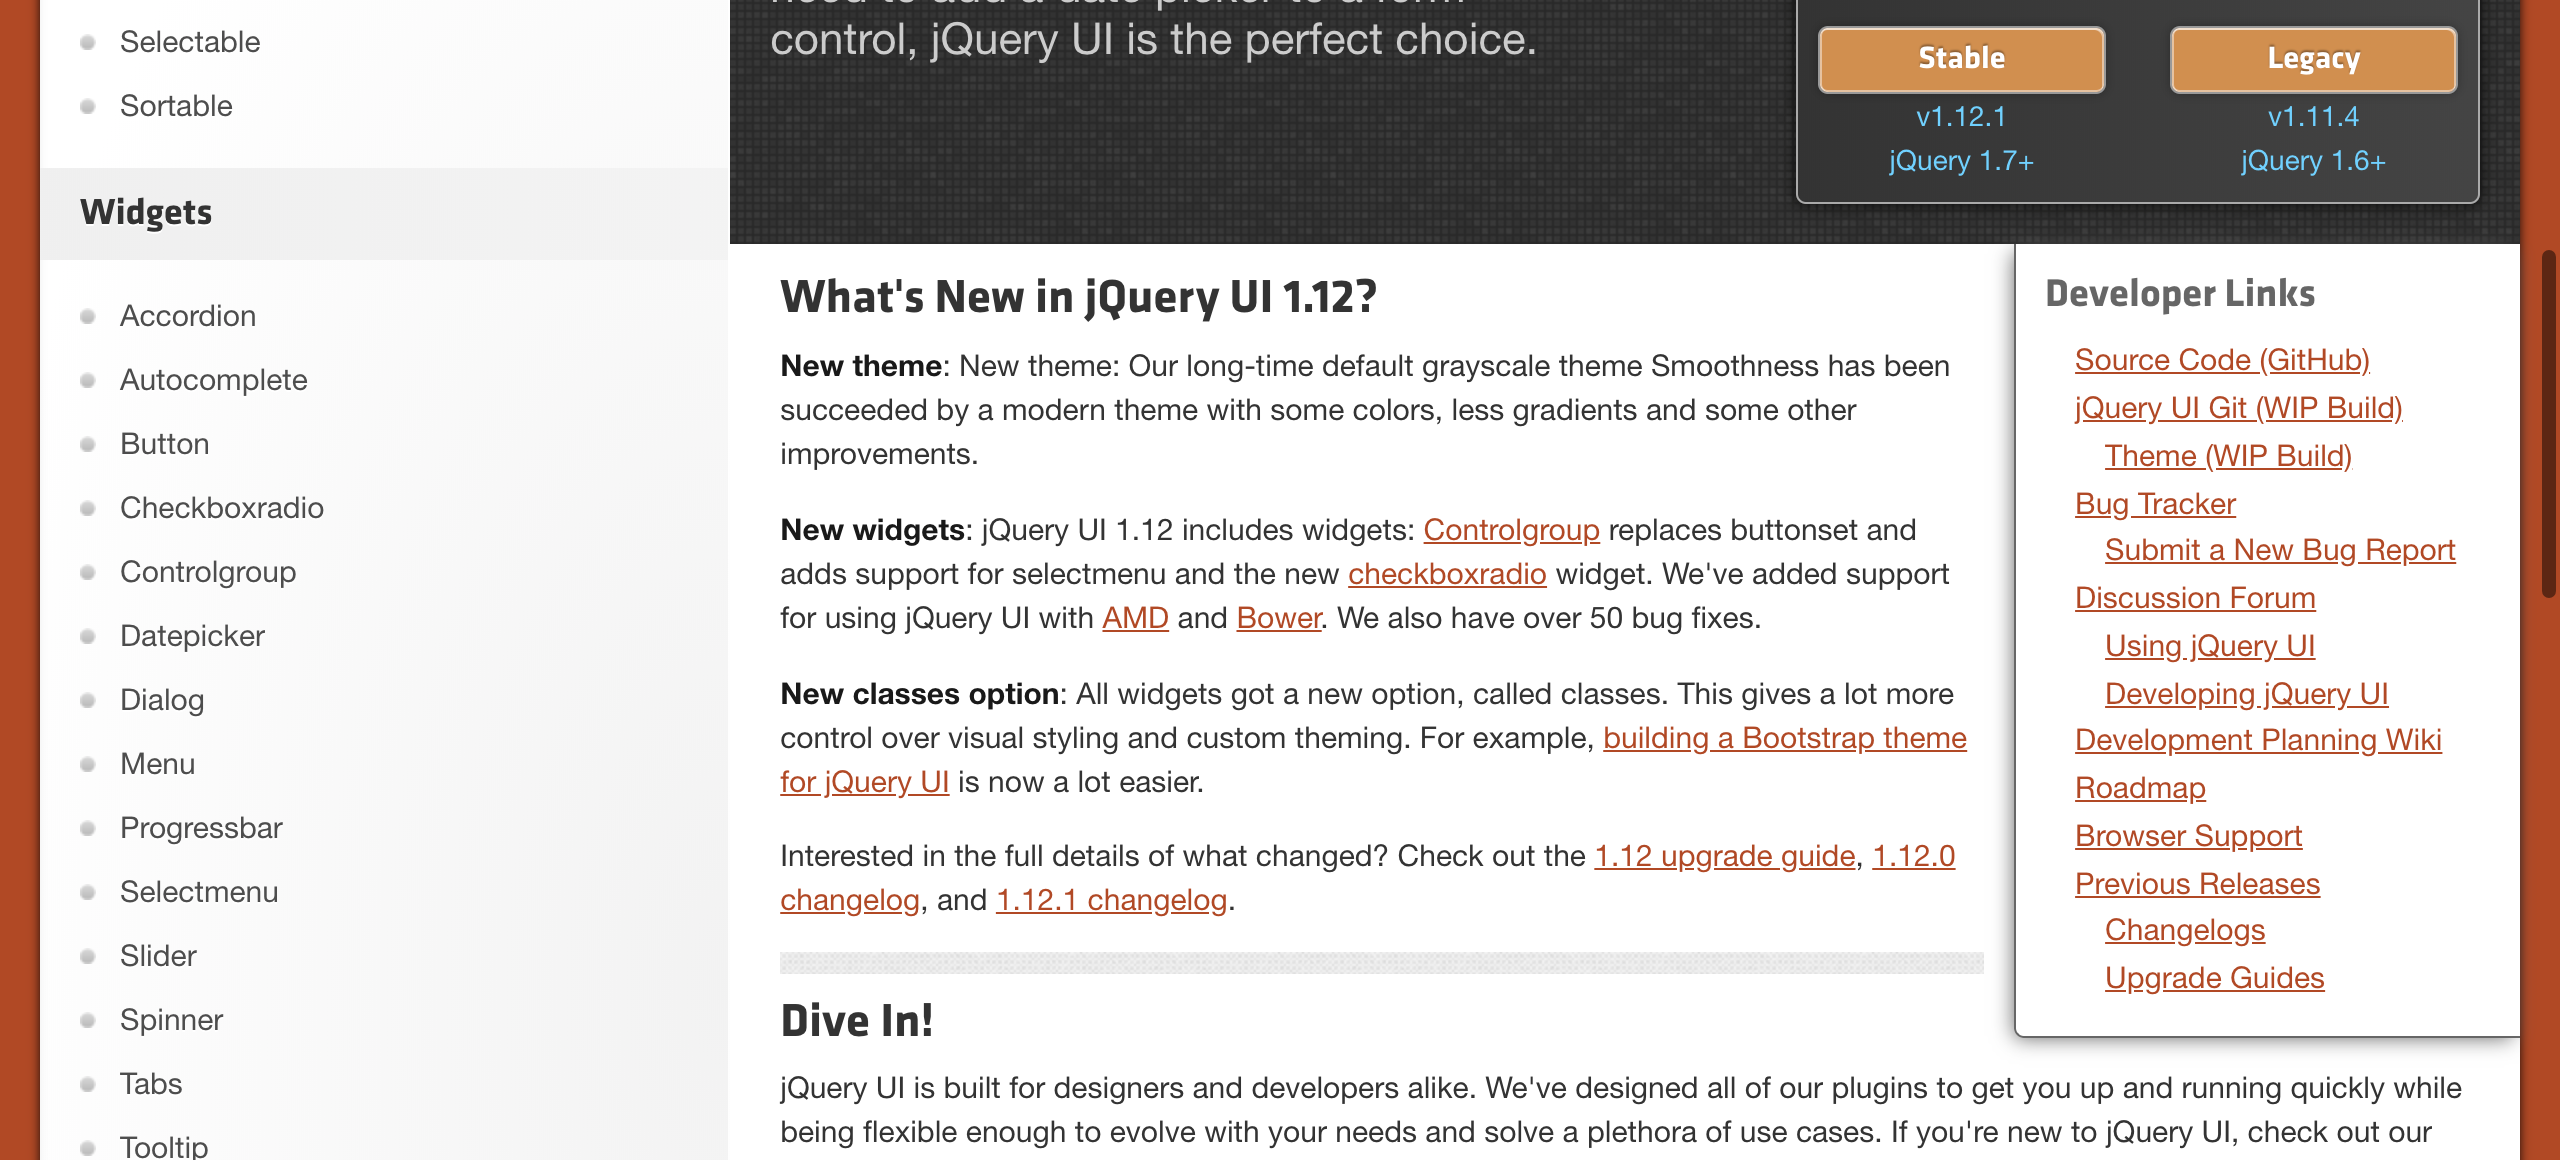 Selectable
Sortable
Widgets
Accordion
Autocomplete
Button
Checkboxradio
Controlgroup
Datepicker
Dialog
Menu
Progressbar
Selectmenu
Slider
Spinner
Tabs
Tooltip
need to add a date picker to a form
control, jQuery UI is the perfect choice.
Stable
v1.12.1
jQuery 1.7+
Legacy
v1.11.4
jQuery 1.6+
What's New in jQuery UI 1.12?
New theme: New theme: Our long-time default grayscale theme Smoothness has been
succeeded by a modern theme with some colors, less gradients and some other
improvements.
New widgets: jQuery UI 1.12 includes widgets: Controlgroup replaces buttonset and
adds support for selectmenu and the new checkboxradio widget. We've added support
for using jQuery UI with AMD and Bower. We also have over 50 bug fixes.
New classes option: All widgets got a new option, called classes. This gives a lot more
control over visual styling and custom theming. For example, building a Bootstrap theme
for jQuery UI is now a lot easier.
Interested in the full details of what changed? Check out the 1.12 upgrade guide, 1.12.0
changelog, and 1.12.1 changelog.
Dive In!
jQuery UI is built for designers and developers alike. We've designed all of our plugins to get you up and running quickly while
being flexible enough to evolve with your needs and solve a plethora of use cases. If you're new to jQuery UI, check out our
Developer Links
Source Code (GitHub)
jQuery UI Git (WIP Build)
Theme (WIP Build)
Bug Tracker
Submit a New Bug Report
Discussion Forum
Using jQuery UI
Developing jQuery UI
Development Planning Wiki
Roadmap
Browser Support
Previous Releases
Changelogs
Upgrade Guides